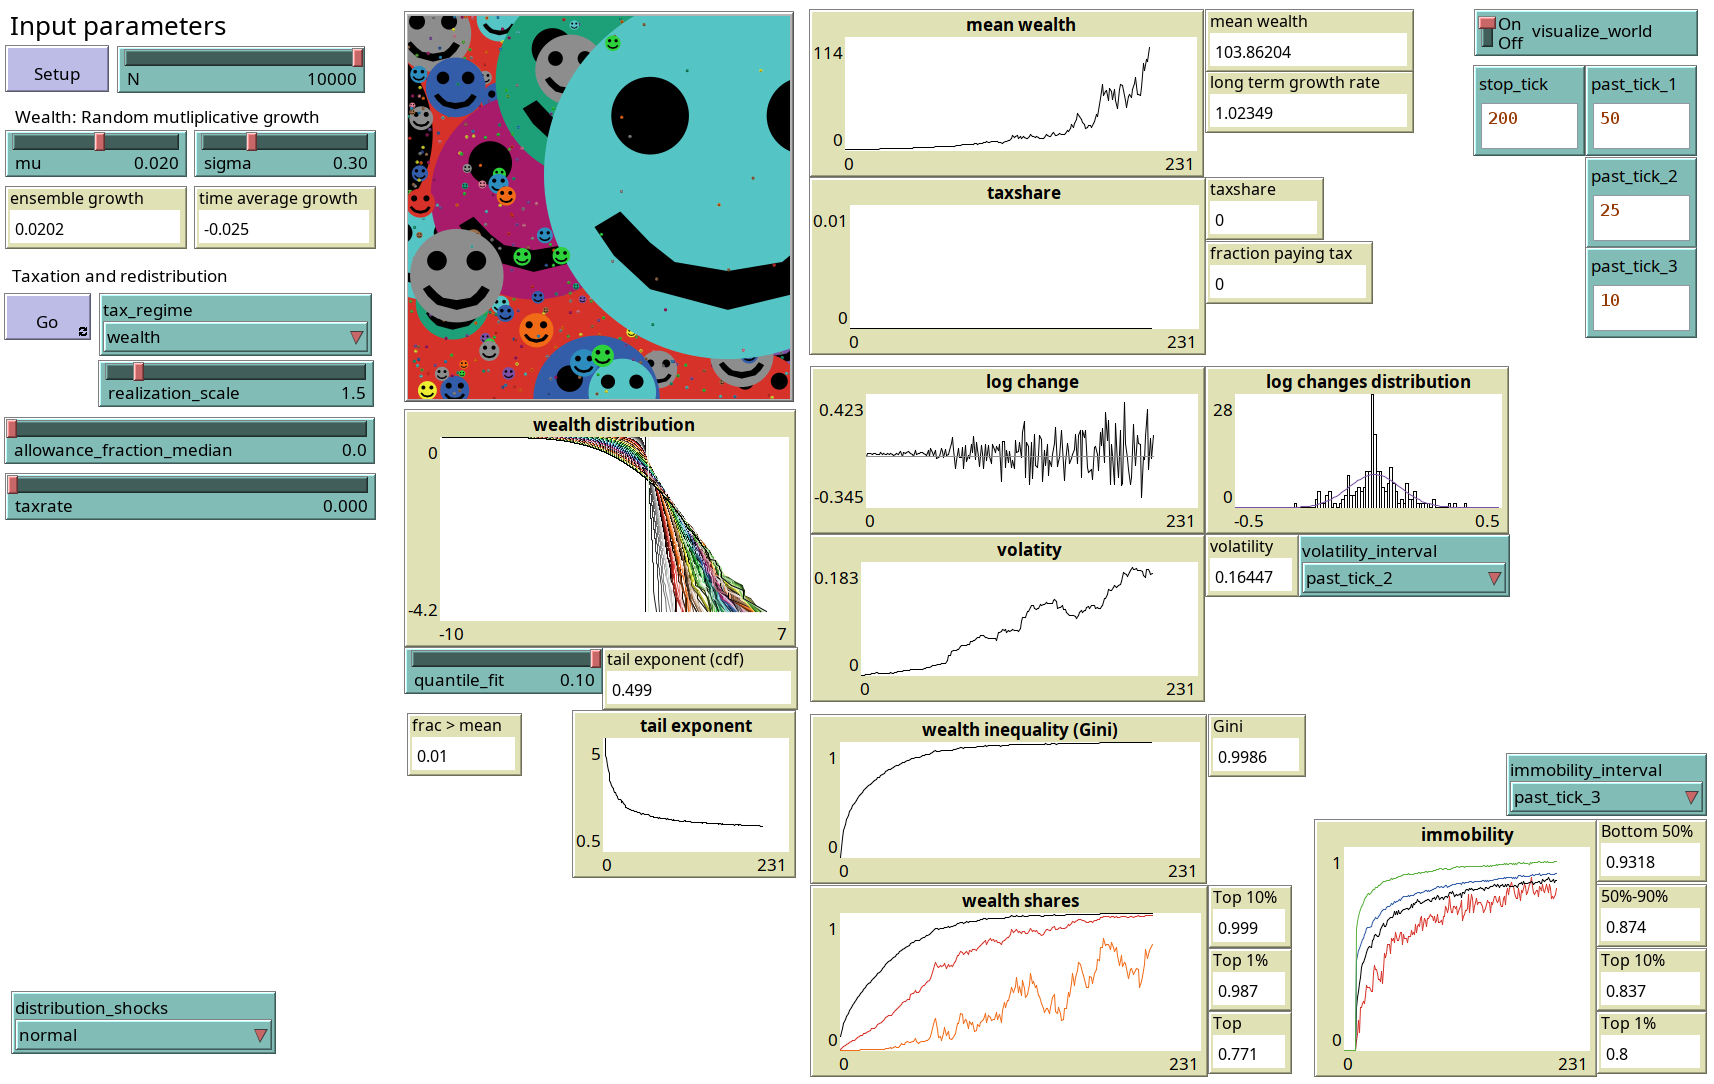 Input parameters
Setup
N 10000
Wealth: Random mutliplicative growth
mu 0.020
sigma 0.30
ensemble growth
0.0202
time average growth
-0.025
Taxation and redistribution
Go
tax_regime
wealth
realization_scale 1.5
allowance_fraction_median 0.0
taxrate 0.000
distribution_shocks
normal
wealth distribution
0
-4.2
-10 7
quantile_fit 0.10
tail exponent (cdf)
0.499
frac > mean
0.01
tail exponent
5
0.5
0 231
mean wealth
114
0
0 231
mean wealth
103.86204
long term growth rate
1.02349
taxshare
0.01
0
0 231
taxshare
0
fraction paying tax
0
log change
0.423
-0.345
0 231
log changes distribution
28
0
-0.5 0.5
volatity
0.183
0
0 231
volatility
0.16447
volatility_interval
past_tick_2
wealth inequality (Gini)
1
0
0 231
Gini
0.9986
wealth shares
1
0
0 231
Top 10%
0.999
Top 1%
0.987
Top
0.771
On
Off
visualize_world
stop_tick
200
past_tick_1
50
past_tick_2
25
past_tick_3
10
immobility_interval
past_tick_3
immobility
1
0
0 231
Bottom 50%
0.9318
50%-90%
0.874
Top 10%
0.837
Top 1%
0.8